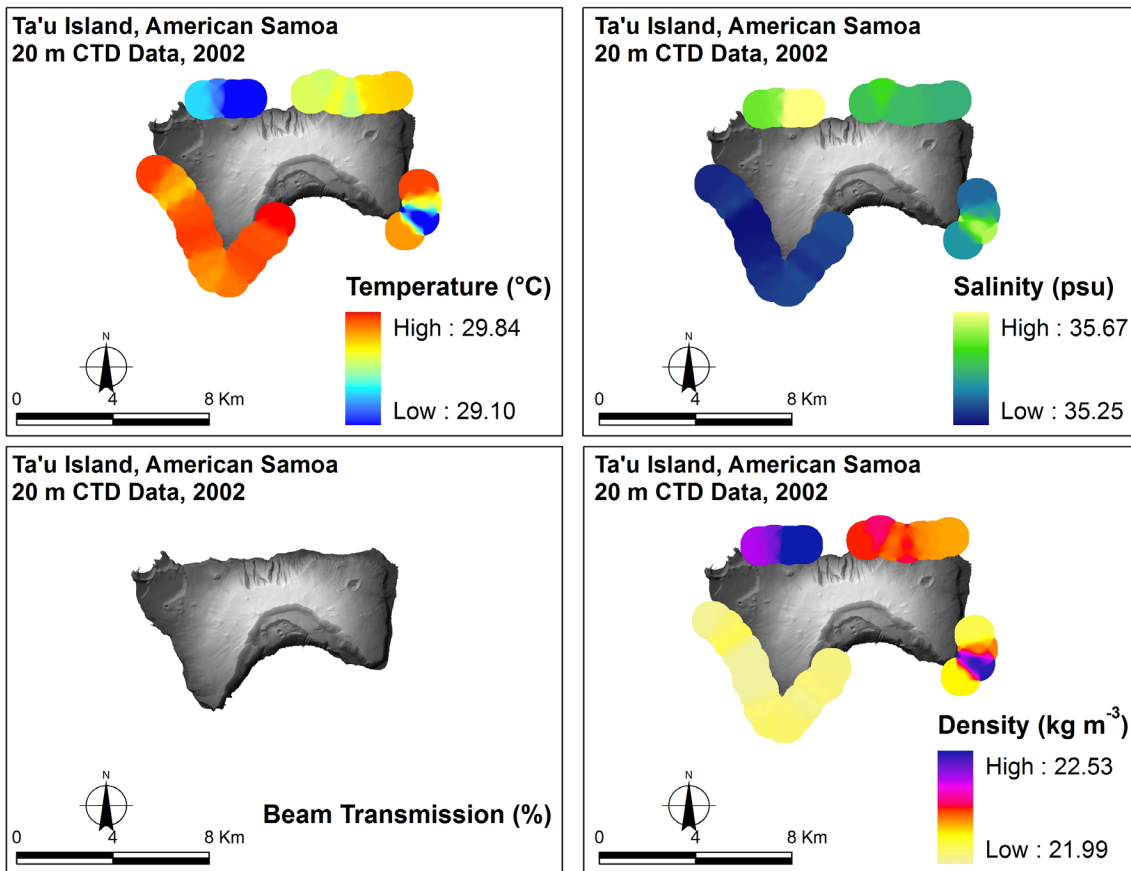 Ta'u Island, American Samoa
20 m CTD Data, 2002
Temperature (°C)
High : 29.84
Low : 29.10
N
0 4 8 Km
Ta'u Island, American Samoa
20 m CTD Data, 2002
Salinity (psu)
High : 35.67
Low : 35.25
N
0 4 8 Km
Ta'u Island, American Samoa
20 m CTD Data, 2002
Beam Transmission (%)
N
0 4 8 Km
Ta'u Island, American Samoa
20 m CTD Data, 2002
Density (kg m⁻³)
High : 22.53
Low : 21.99
N
0 4 8 Km